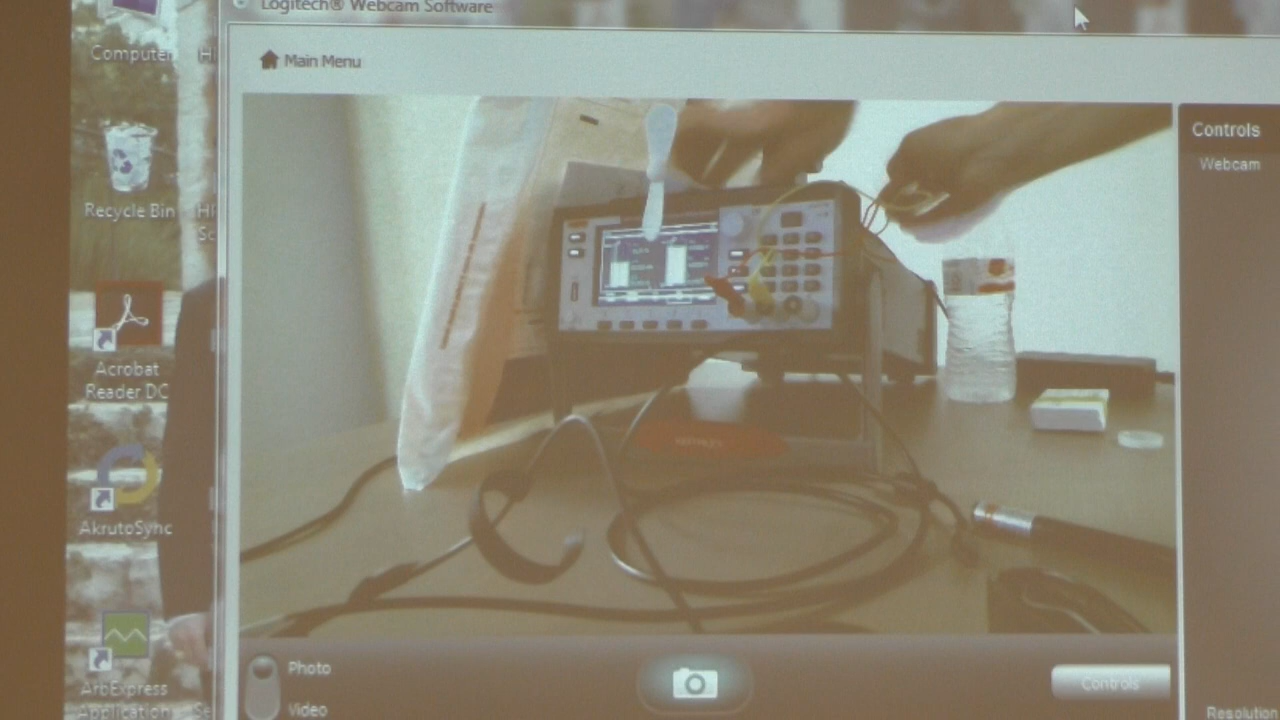 Logitech® Webcam Software
Main Menu
Computer
Recycle Bin
Acrobat
Reader DC
AkrutoSync
ArbExpress
Application
Controls
Webcam
Photo
Video
Controls
Resolution